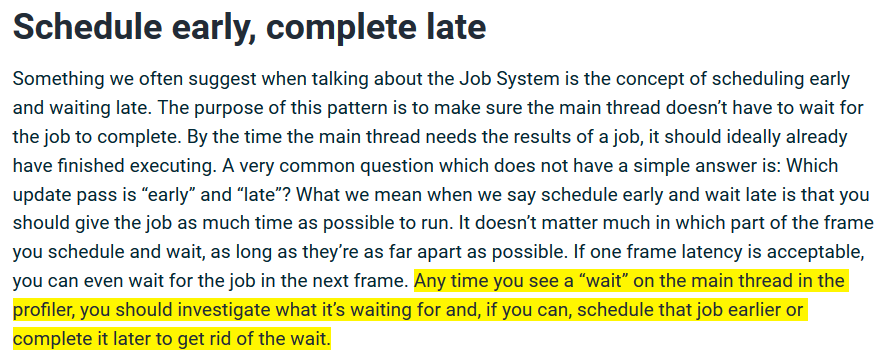 Schedule early, complete late
Something we often suggest when talking about the Job System is the concept of scheduling early
and waiting late. The purpose of this pattern is to make sure the main thread doesn’t have to wait for
the job to complete. By the time the main thread needs the results of a job, it should ideally already
have finished executing. A very common question which does not have a simple answer is: Which
update pass is “early” and “late”? What we mean when we say schedule early and wait late is that you
should give the job as much time as possible to run. It doesn’t matter much in which part of the frame
you schedule and wait, as long as they’re as far apart as possible. If one frame latency is acceptable,
you can even wait for the job in the next frame. Any time you see a “wait” on the main thread in the
profiler, you should investigate what it’s waiting for and, if you can, schedule that job earlier or
complete it later to get rid of the wait.